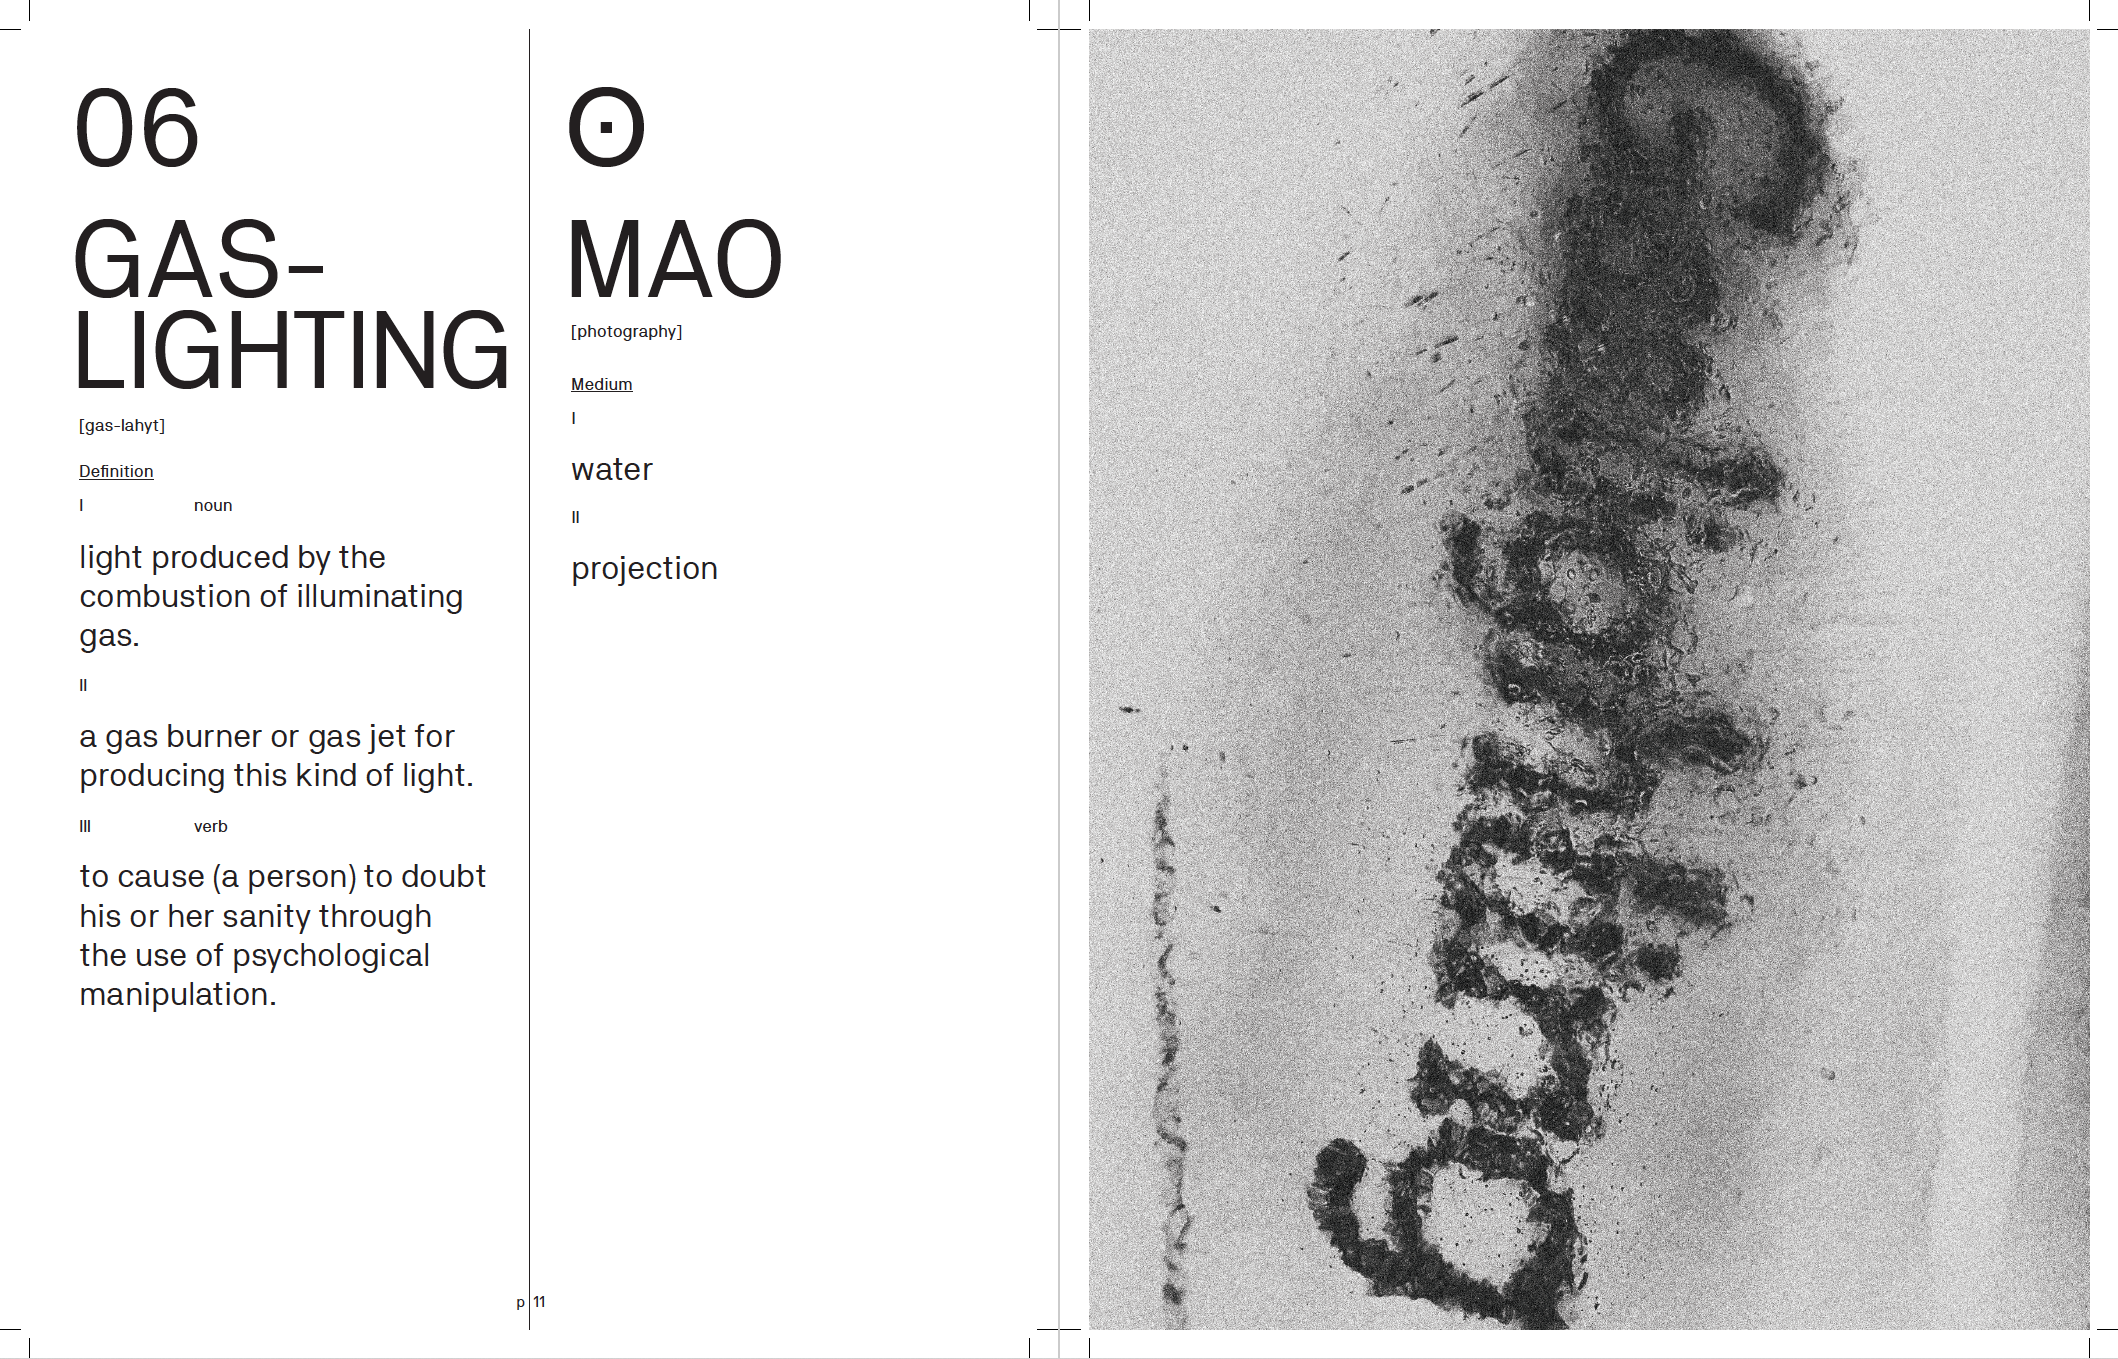 06
GAS-
LIGHTING
[gas-lahyt]
Definition
I noun
light produced by the
combustion of illuminating
gas.
II
a gas burner or gas jet for
producing this kind of light.
III verb
to cause (a person) to doubt
his or her sanity through
the use of psychological
manipulation.
ʘ
MAO
[photography]
Medium
I
water
II
projection
p 11